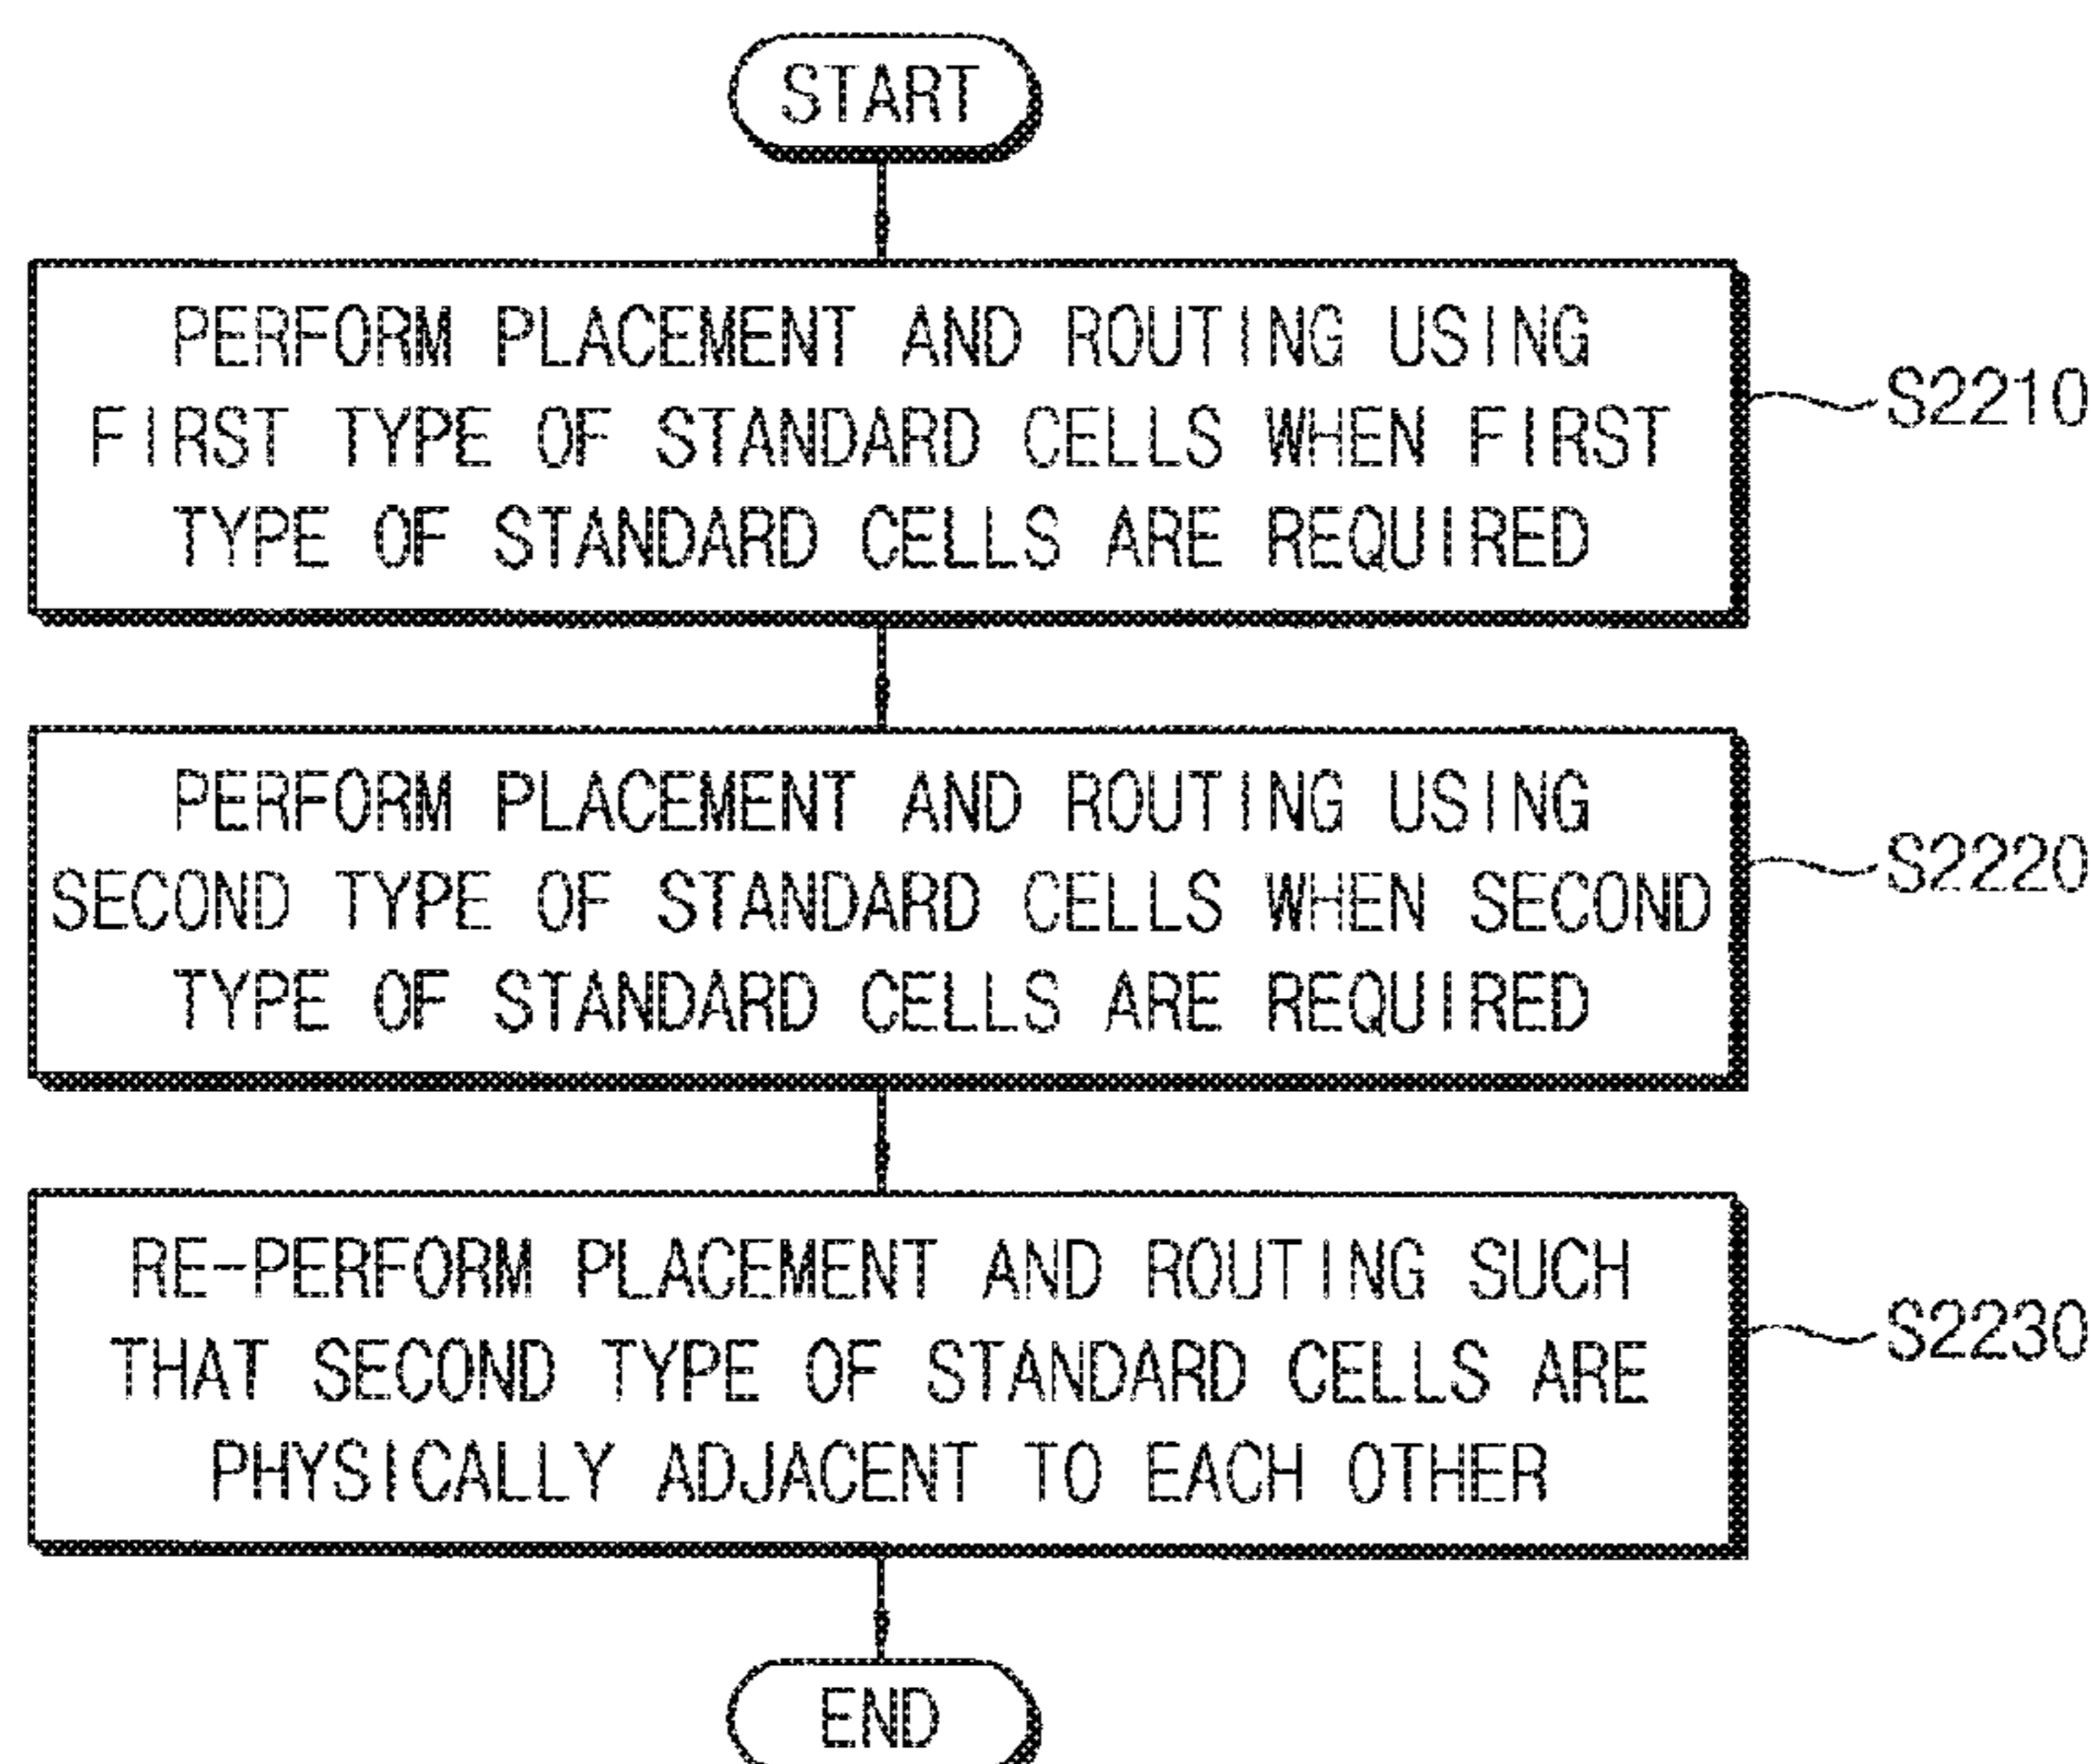 START
PERFORM PLACEMENT AND ROUTING USING
FIRST TYPE OF STANDARD CELLS WHEN FIRST
TYPE OF STANDARD CELLS ARE REQUIRED
S2210
PERFORM PLACEMENT AND ROUTING USING
SECOND TYPE OF STANDARD CELLS WHEN SECOND
TYPE OF STANDARD CELLS ARE REQUIRED
S2220
RE-PERFORM PLACEMENT AND ROUTING SUCH
THAT SECOND TYPE OF STANDARD CELLS ARE
PHYSICALLY ADJACENT TO EACH OTHER
S2230
END